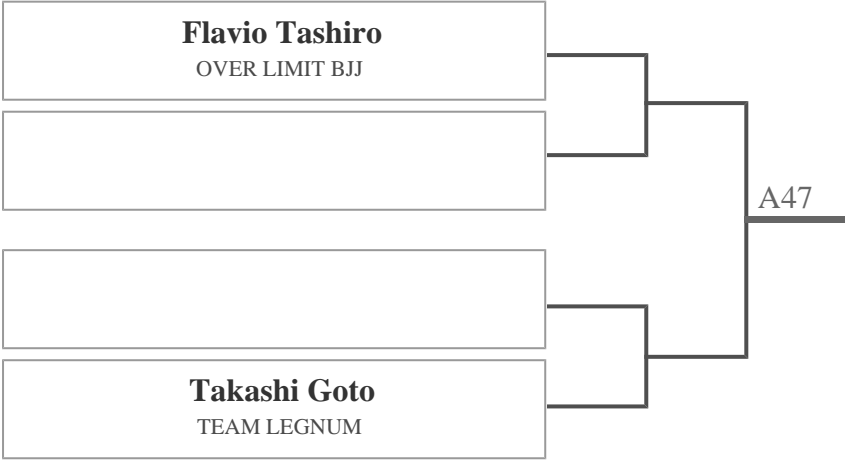 Flavio Tashiro
OVER LIMIT BJJ
A47
Takashi Goto
TEAM LEGNUM